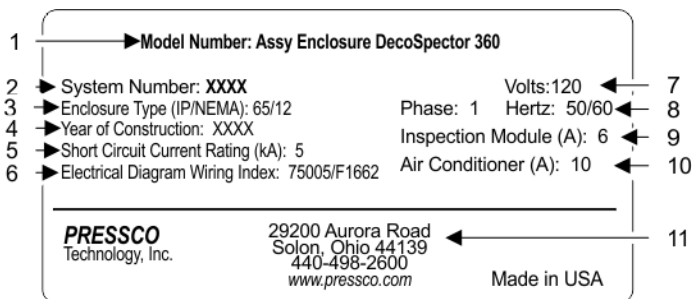 1 Model Number: Assy Enclosure DecoSpector 360
2 System Number: XXXX Volts:120 7
3 Enclosure Type (IP/NEMA): 65/12 Phase: 1 Hertz: 50/60 8
4 Year of Construction: XXXX
Inspection Module (A): 6 9
5 Short Circuit Current Rating (kA): 5
Air Conditioner (A): 10 10
6 Electrical Diagram Wiring Index: 75005/F1662
PRESSCO
Technology, Inc.
29200 Aurora Road
Solon, Ohio 44139 11
440-498-2600
www.pressco.com
Made in USA